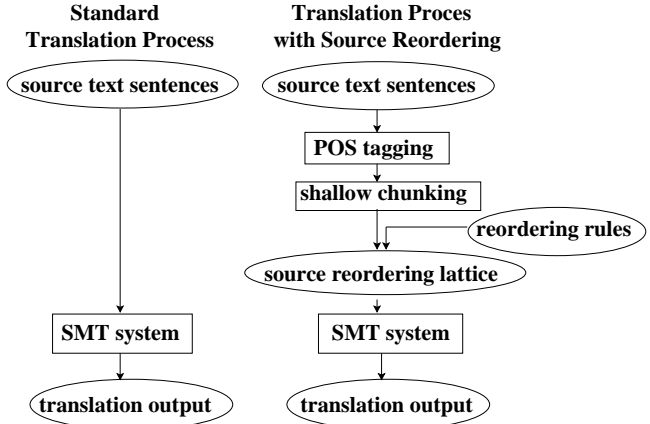 Standard
Translation Process
source text sentences
SMT system
translation output
Translation Proces
with Source Reordering
source text sentences
POS tagging
shallow chunking
reordering rules
source reordering lattice
SMT system
translation output